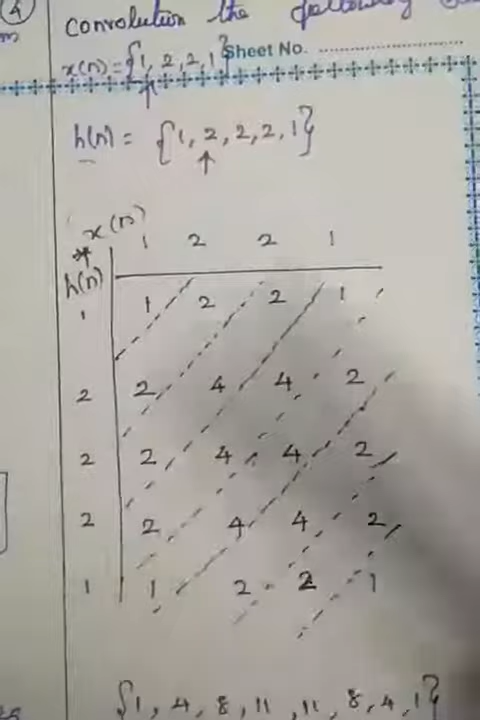 4
Convolution the following
x(n) = {1, 2, 2, 1} Sheet No.
↑
h(n) = {1, 2, 2, 2, 1}
↑
x(n)
* 1 2 2 1
h(n)
1 1 2 2 1
2 2 4 4 2
2 2 4 4 2
2 2 4 4 2
1 1 2 2 1
{1, 4, 8, 11, 11, 8, 4, 1}